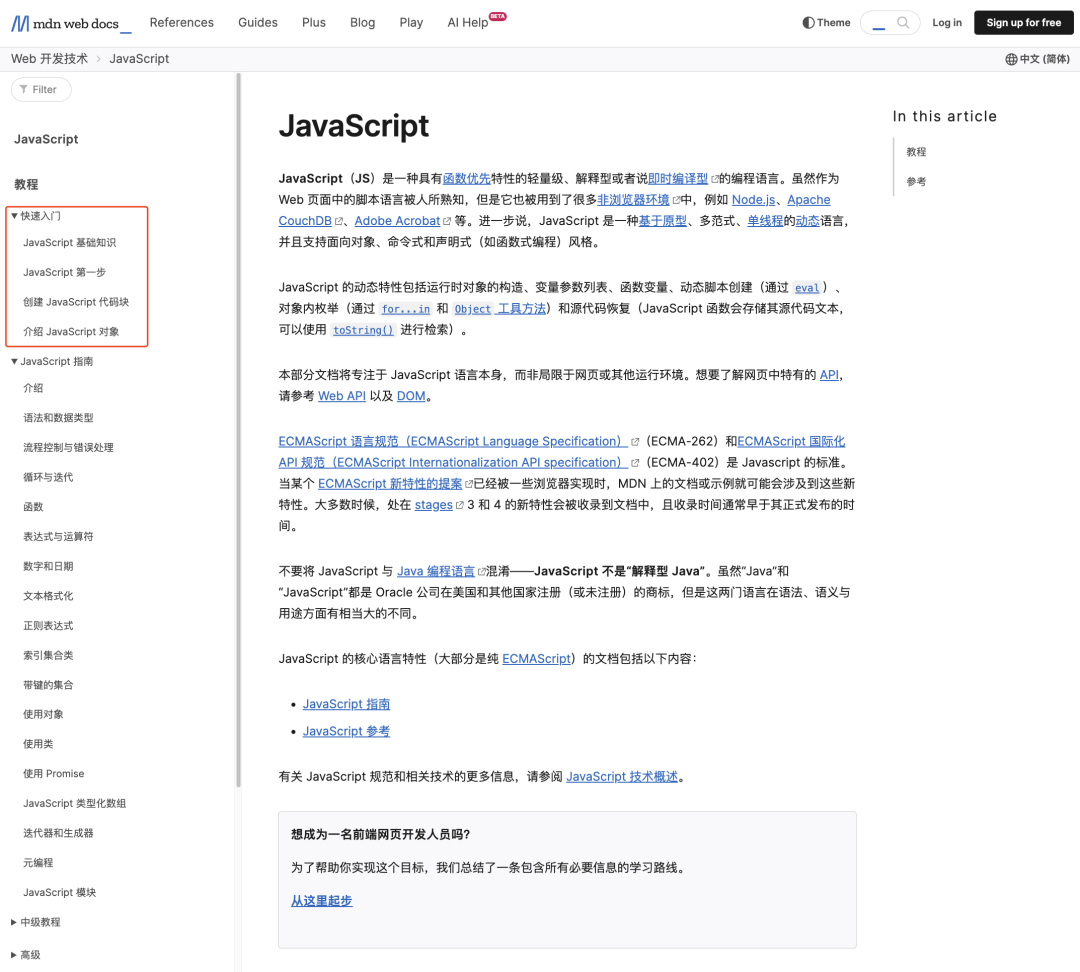 mdn web docs_
References
Guides
Plus
Blog
Play
AI Help BETA
Theme
Log in
Sign up for free
Web 开发技术 > JavaScript
中文 (简体)
Filter
JavaScript
教程
▼快速入门
JavaScript 基础知识
JavaScript 第一步
创建 JavaScript 代码块
介绍 JavaScript 对象
▼JavaScript 指南
介绍
语法和数据类型
流程控制与错误处理
循环与迭代
函数
表达式与运算符
数字和日期
文本格式化
正则表达式
索引集合类
带键的集合
使用对象
使用类
使用 Promise
JavaScript 类型化数组
迭代器和生成器
元编程
JavaScript 模块
▶中级教程
▶高级
JavaScript
JavaScript（JS）是一种具有函数优先特性的轻量级、解释型或者说即时编译型的编程语言。虽然作为
Web 页面中的脚本语言被人所熟知，但是它也被用到了很多非浏览器环境中，例如 Node.js、Apache
CouchDB、Adobe Acrobat 等。进一步说，JavaScript 是一种基于原型、多范式、单线程的动态语言，
并且支持面向对象、命令式和声明式（如函数式编程）风格。
JavaScript 的动态特性包括运行时对象的构造、变量参数列表、函数变量、动态脚本创建（通过 eval）、
对象内枚举（通过 for...in 和 Object 工具方法）和源代码恢复（JavaScript 函数会存储其源代码文本，
可以使用 toString() 进行检索）。
本部分文档将专注于 JavaScript 语言本身，而非局限于网页或其他运行环境。想要了解网页中特有的 API，
请参考 Web API 以及 DOM。
ECMAScript 语言规范（ECMAScript Language Specification）（ECMA-262）和ECMAScript 国际化
API 规范（ECMAScript Internationalization API specification）（ECMA-402）是 Javascript 的标准。
当某个 ECMAScript 新特性的提案已经被一些浏览器实现时，MDN 上的文档或示例就可能会涉及到这些新
特性。大多数时候，处在 stages 3 和 4 的新特性会被收录到文档中，且收录时间通常早于其正式发布的时
间。
不要将 JavaScript 与 Java 编程语言混淆——JavaScript 不是“解释型 Java”。虽然“Java”和
“JavaScript”都是 Oracle 公司在美国和其他国家注册（或未注册）的商标，但是这两门语言在语法、语义与
用途方面有相当大的不同。
JavaScript 的核心语言特性（大部分是纯 ECMAScript）的文档包括以下内容：
• JavaScript 指南
• JavaScript 参考
有关 JavaScript 规范和相关技术的更多信息，请参阅 JavaScript 技术概述。
想成为一名前端网页开发人员吗?
为了帮助你实现这个目标，我们总结了一条包含所有必要信息的学习路线。
从这里起步
In this article
教程
参考